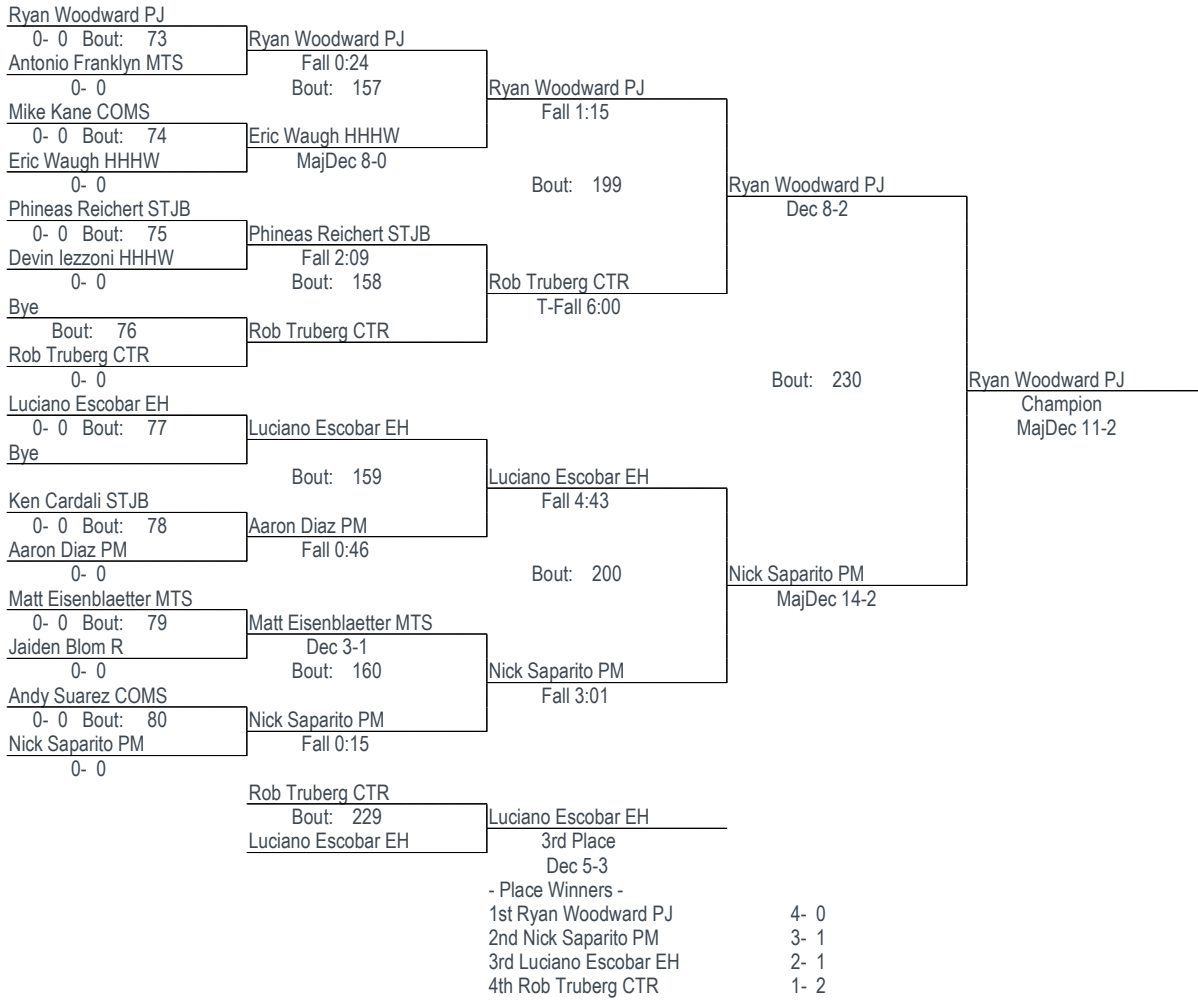 Ryan Woodward PJ
0- 0 Bout: 73
Antonio Franklyn MTS
0- 0
Mike Kane COMS
0- 0 Bout: 74
Eric Waugh HHHW
0- 0
Phineas Reichert STJB
0- 0 Bout: 75
Devin Iezzoni HHHW
0- 0
Bye
Bout: 76
Rob Truberg CTR
0- 0
Luciano Escobar EH
0- 0 Bout: 77
Bye
Ken Cardali STJB
0- 0 Bout: 78
Aaron Diaz PM
0- 0
Matt Eisenblaetter MTS
0- 0 Bout: 79
Jaiden Blom R
0- 0
Andy Suarez COMS
0- 0 Bout: 80
Nick Saparito PM
0- 0
Ryan Woodward PJ
Fall 0:24
Bout: 157
Eric Waugh HHHW
MajDec 8-0
Phineas Reichert STJB
Fall 2:09
Bout: 158
Rob Truberg CTR
Luciano Escobar EH
Bout: 159
Aaron Diaz PM
Fall 0:46
Matt Eisenblaetter MTS
Dec 3-1
Bout: 160
Nick Saparito PM
Fall 0:15
Ryan Woodward PJ
Fall 1:15
Bout: 199
Rob Truberg CTR
T-Fall 6:00
Luciano Escobar EH
Fall 4:43
Bout: 200
Nick Saparito PM
Fall 3:01
Ryan Woodward PJ
Dec 8-2
Bout: 230
Nick Saparito PM
MajDec 14-2
Ryan Woodward PJ
Champion
MajDec 11-2
Rob Truberg CTR
Bout: 229
Luciano Escobar EH
Luciano Escobar EH
3rd Place
Dec 5-3
- Place Winners -
1st Ryan Woodward PJ 4- 0
2nd Nick Saparito PM 3- 1
3rd Luciano Escobar EH 2- 1
4th Rob Truberg CTR 1- 2